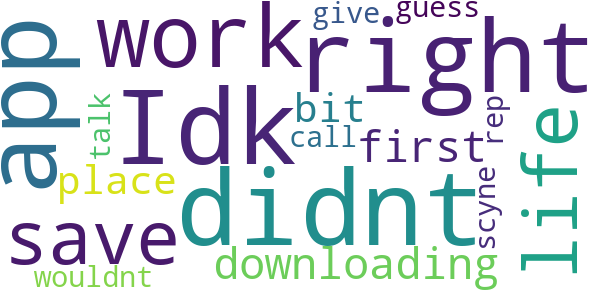 give
guess
work
right
app
Idk
talk
bit
call
first
rep
life
place
didnt
scyne
save
downloading
wouldnt